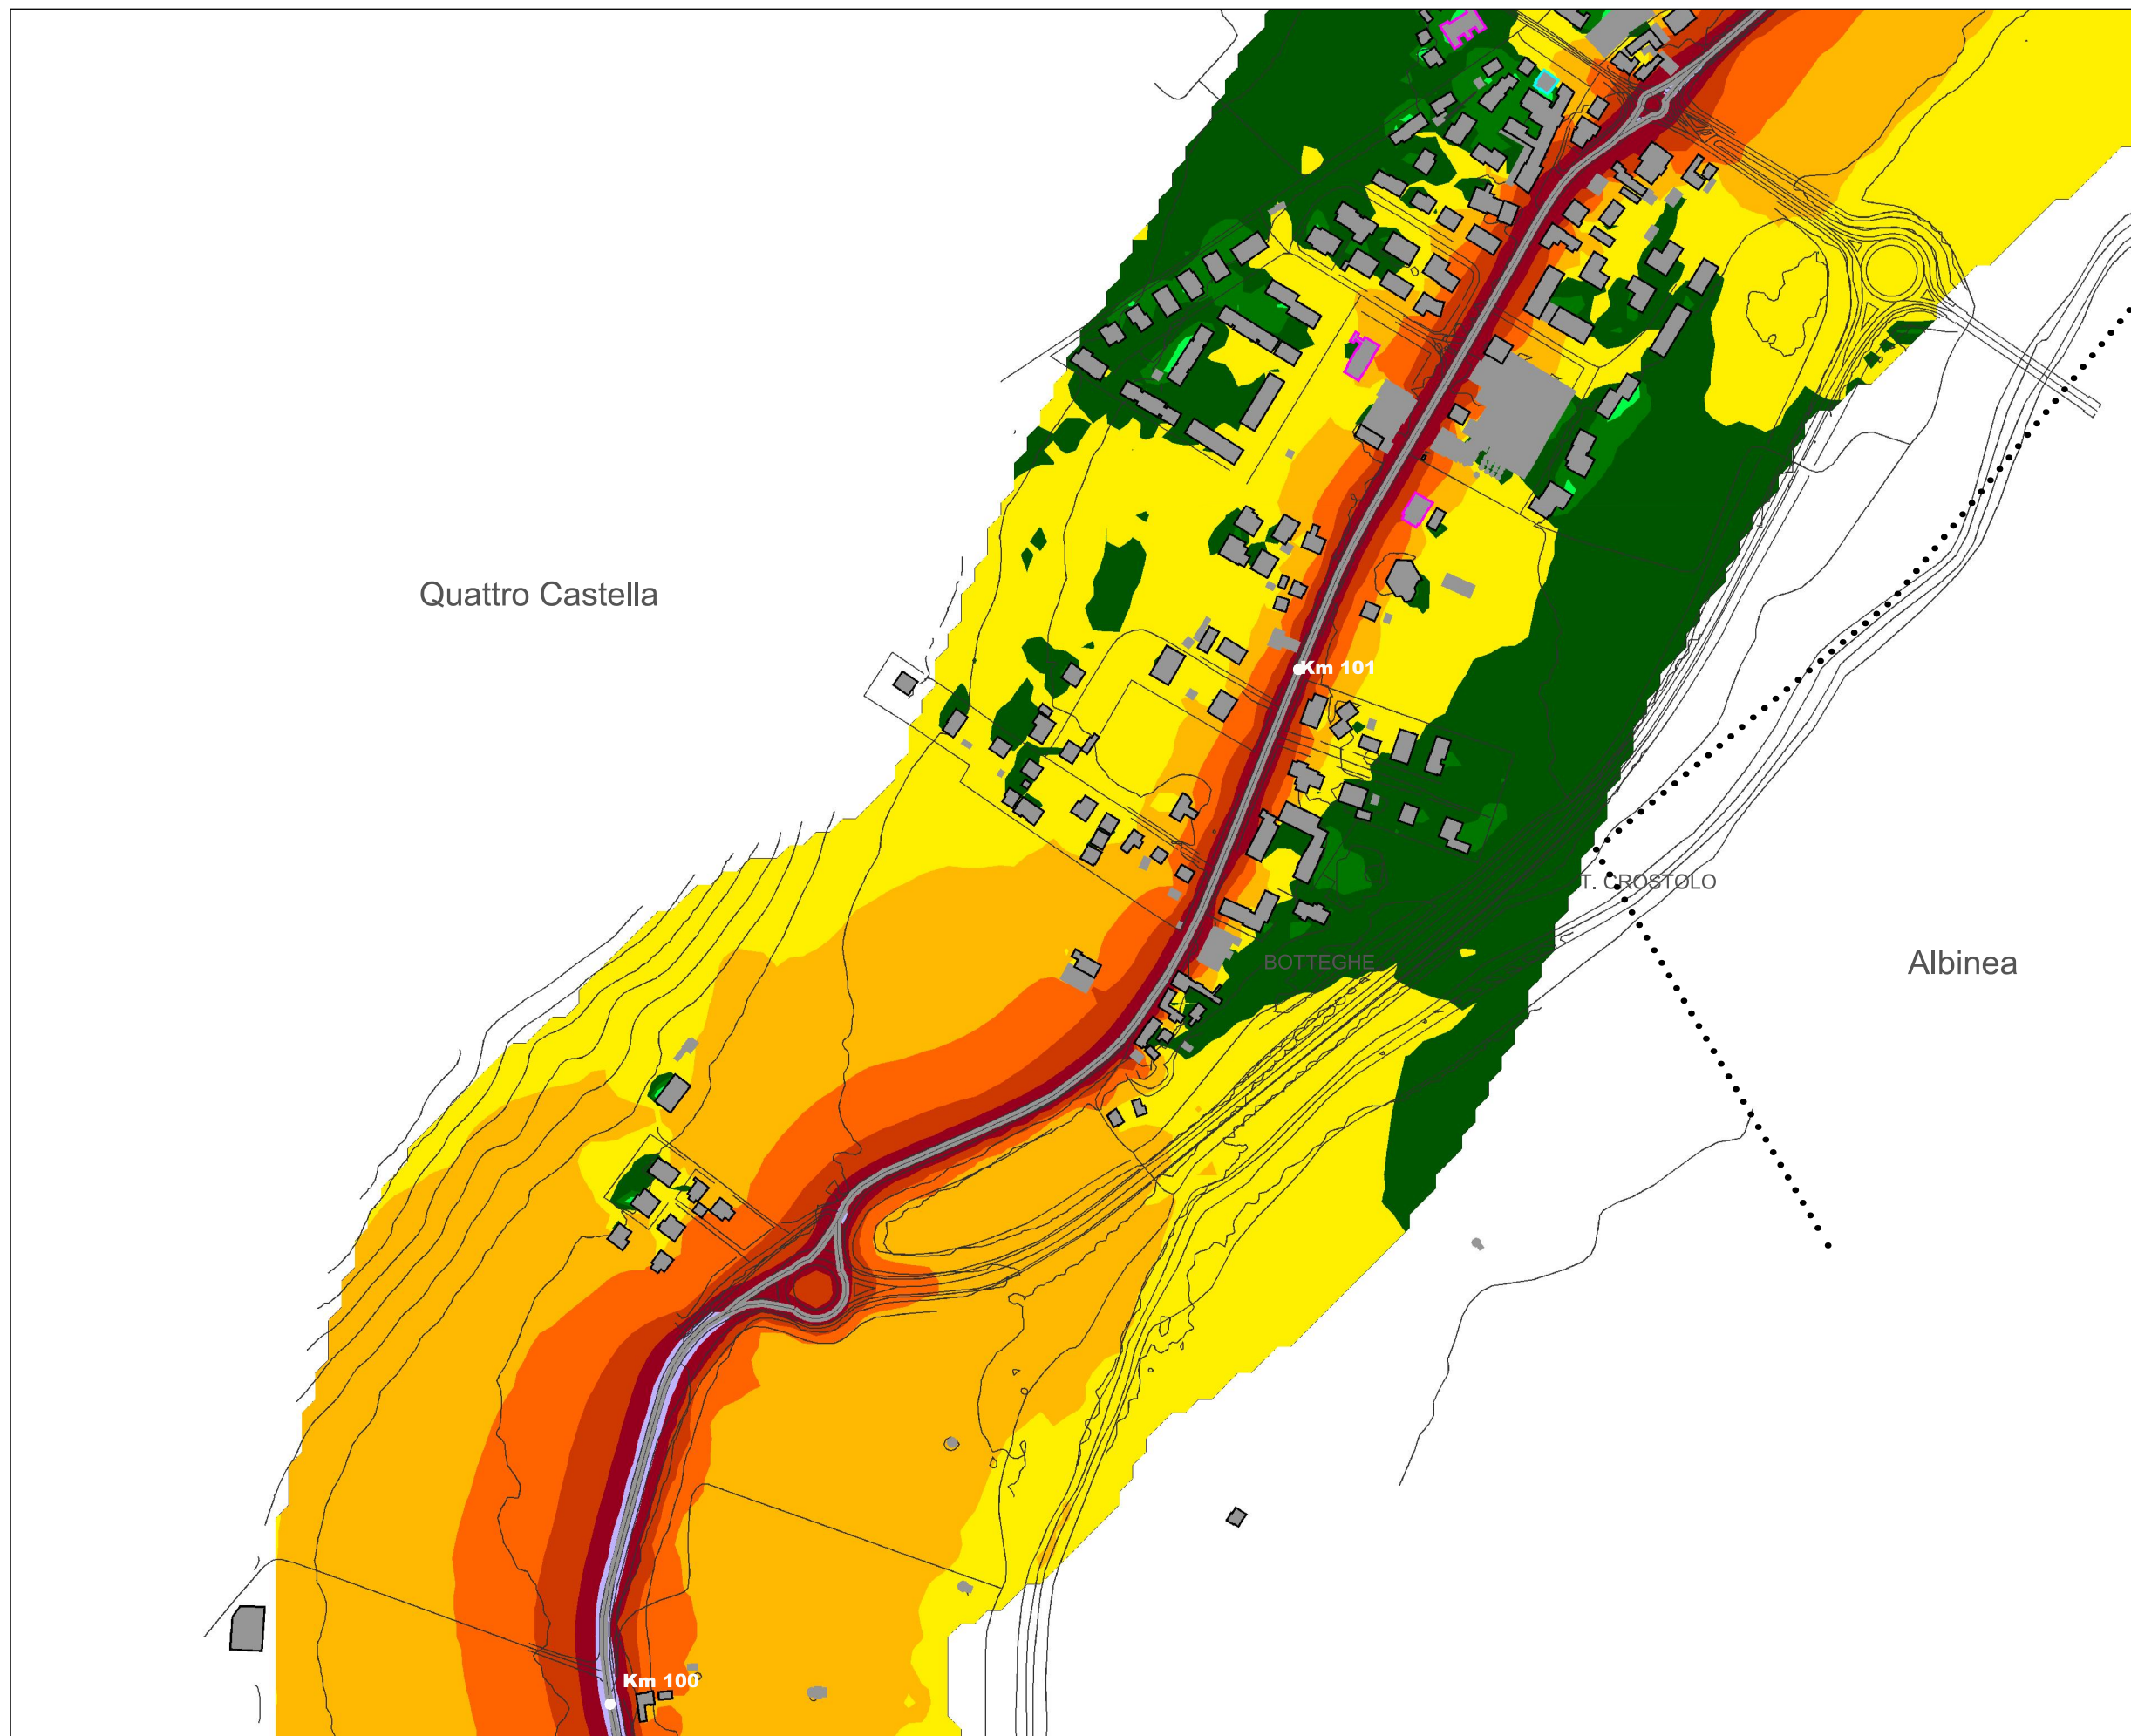 Quattro Castella
Km 101
T. CROSTOLO
BOTTEGHE
Albinea
Km 100